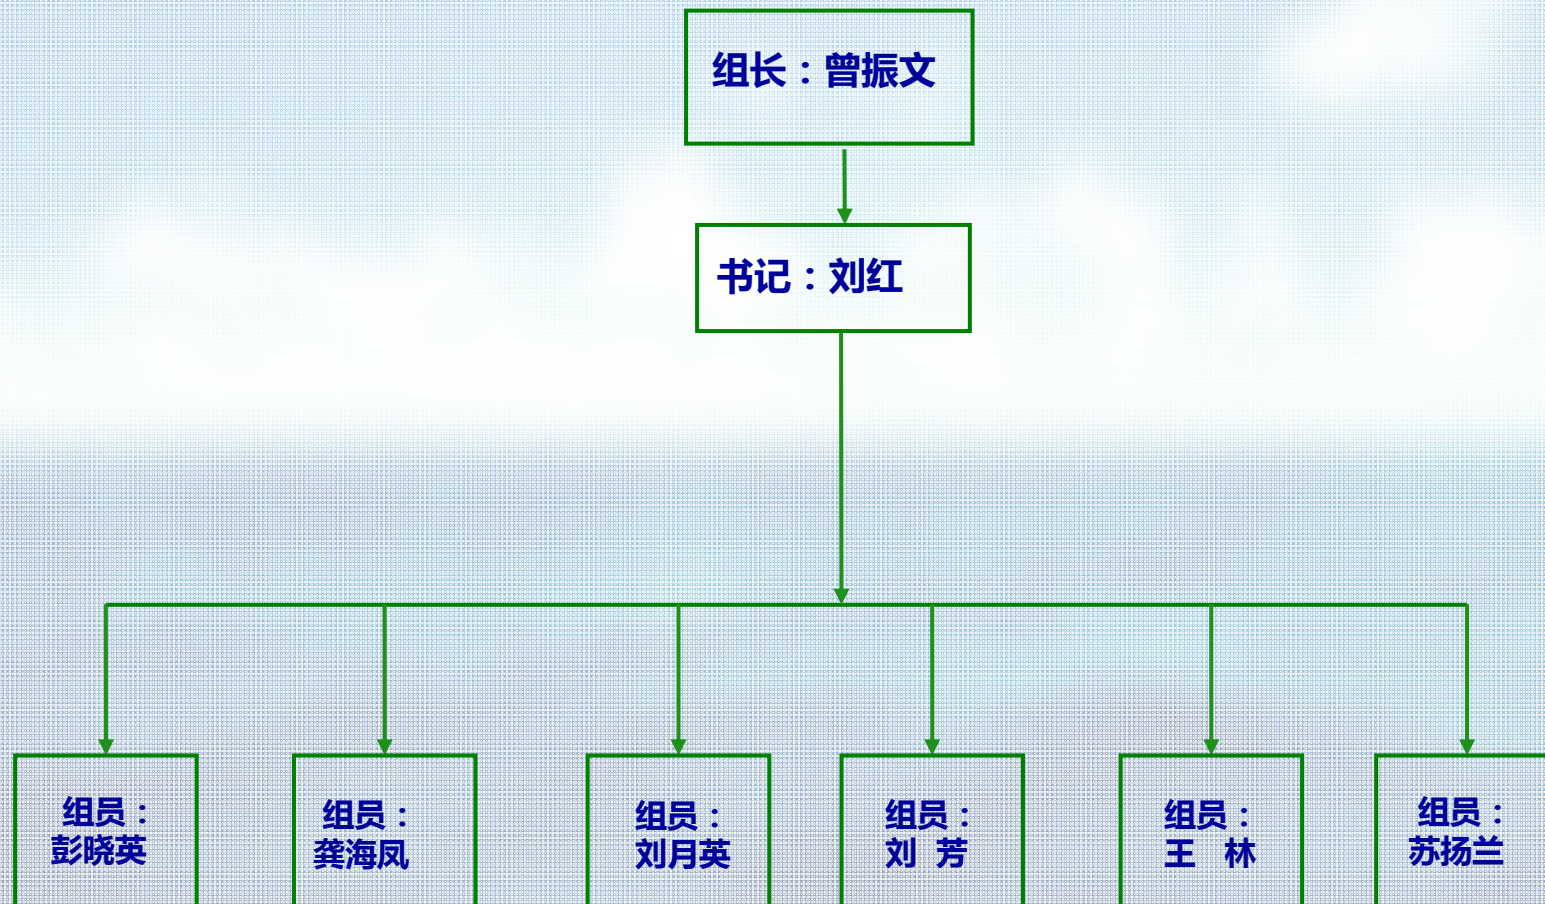 组长：曾振文
书记：刘红
组员：
彭晓英
组员：
龚海凤
组员：
刘月英
组员：
刘 芳
组员：
王 林
组员：
苏扬兰